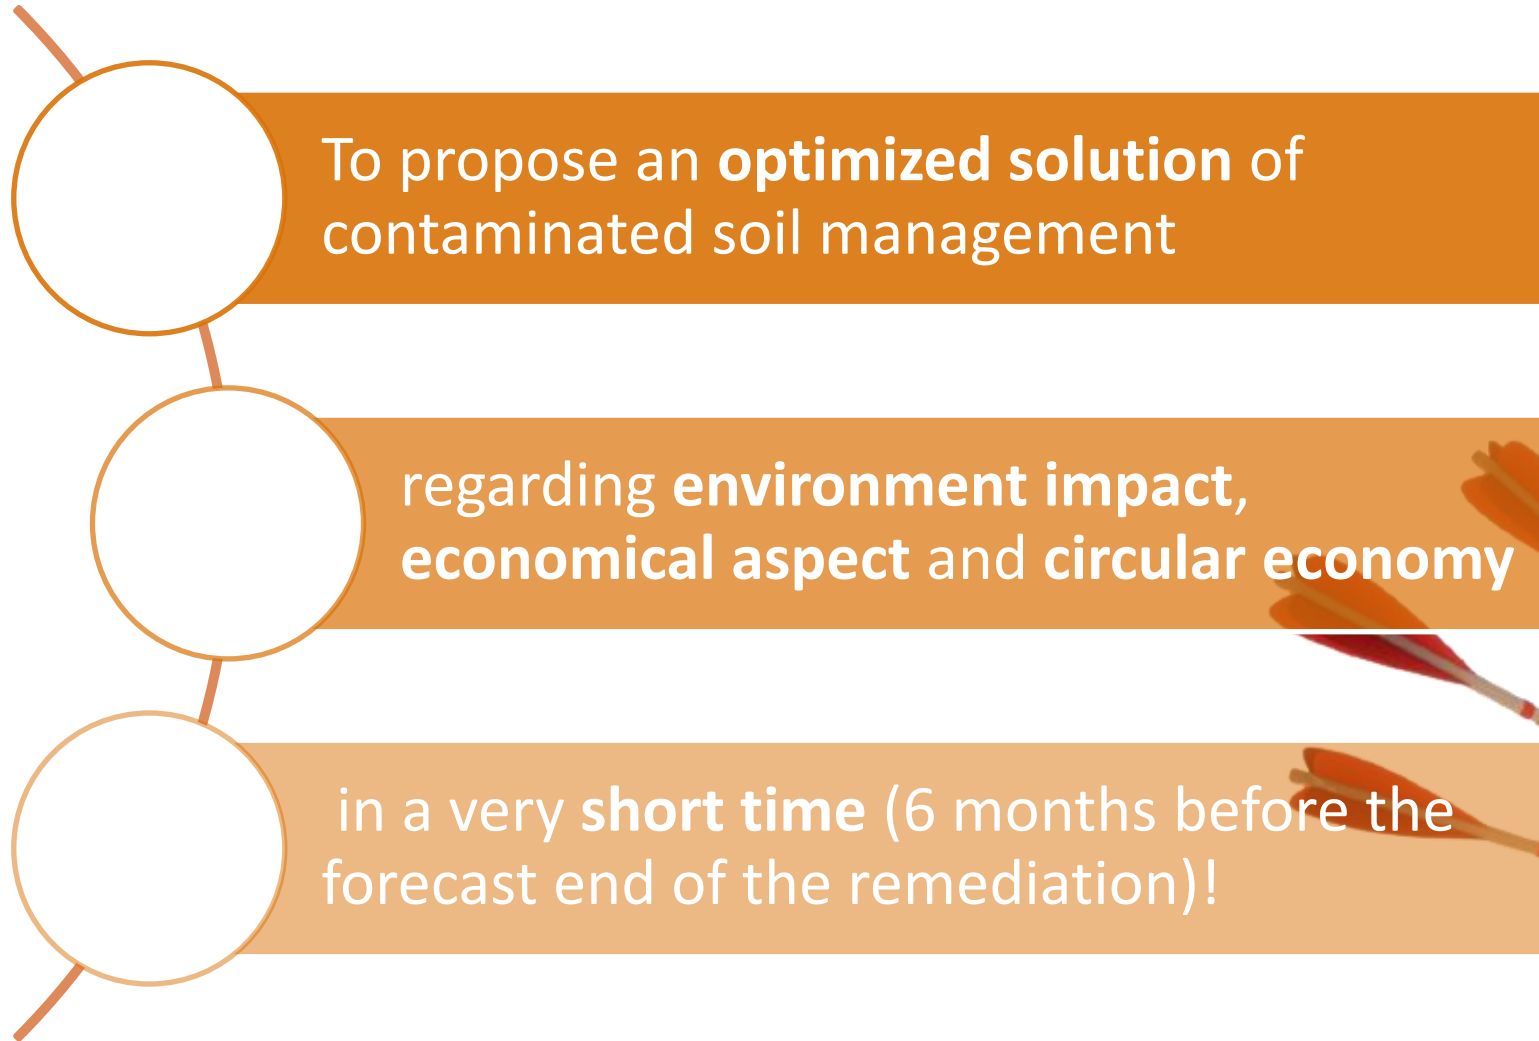 To propose an optimized solution of
contaminated soil management
regarding environment impact,
economical aspect and circular economy
in a very short time (6 months before the
forecast end of the remediation)!